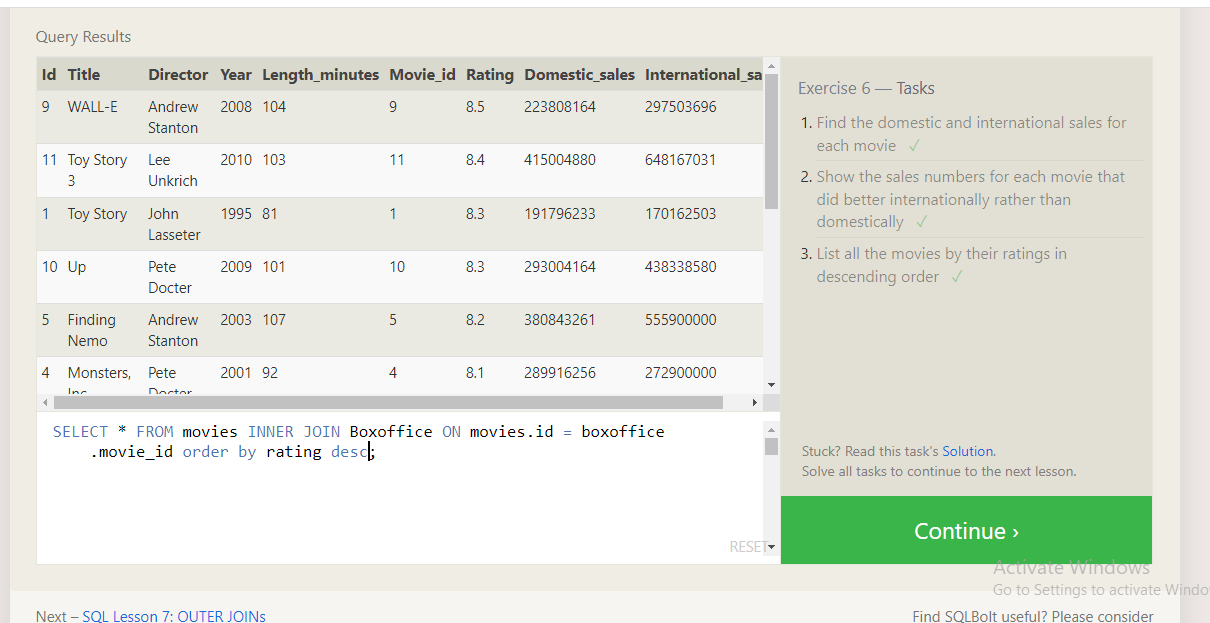 Query Results
Id Title Director Year Length_minutes Movie_id Rating Domestic_sales International_sa
9 WALL-E Andrew Stanton 2008 104 9 8.5 223808164 297503696
11 Toy Story 3 Lee Unkrich 2010 103 11 8.4 415004880 648167031
1 Toy Story John Lasseter 1995 81 1 8.3 191796233 170162503
10 Up Pete Docter 2009 101 10 8.3 293004164 438338580
5 Finding Nemo Andrew Stanton 2003 107 5 8.2 380843261 555900000
4 Monsters, Inc. Pete Docter 2001 92 4 8.1 289916256 272900000
SELECT * FROM movies INNER JOIN Boxoffice ON movies.id = boxoffice
.movie_id order by rating desc;
RESET
Exercise 6 — Tasks
1. Find the domestic and international sales for
each movie ✓
2. Show the sales numbers for each movie that
did better internationally rather than
domestically ✓
3. List all the movies by their ratings in
descending order ✓
Stuck? Read this task's Solution.
Solve all tasks to continue to the next lesson.
Continue ›
Activate Windows
Go to Settings to activate Windo
Next – SQL Lesson 7: OUTER JOINs
Find SQLBolt useful? Please consider